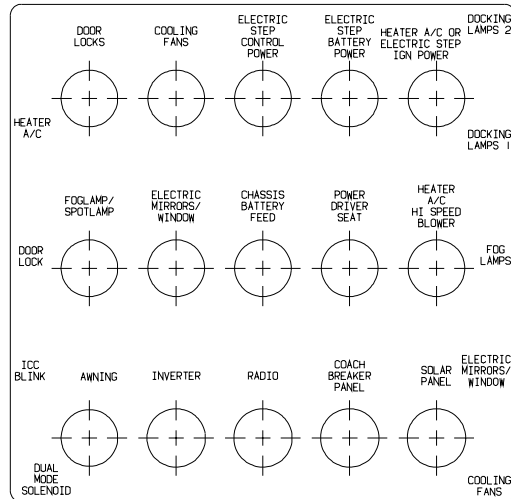 DOOR
LOCKS
COOLING
FANS
ELECTRIC
STEP
CONTROL
POWER
ELECTRIC
STEP
BATTERY
POWER
HEATER A/C OR
ELECTRIC STEP
IGN POWER
DOCKING
LAMPS 2
HEATER
A/C
DOCKING
LAMPS 1
FOGLAMP/
SPOTLAMP
ELECTRIC
MIRRORS/
WINDOW
CHASSIS
BATTERY
FEED
POWER
DRIVER
SEAT
HEATER
A/C
HI SPEED
BLOWER
DOOR
LOCK
FOG
LAMPS
ICC
BLINK
AWNING
INVERTER
RADIO
COACH
BREAKER
PANEL
SOLAR
PANEL
ELECTRIC
MIRRORS/
WINDOW
DUAL
MODE
SOLENOID
COOLING
FANS